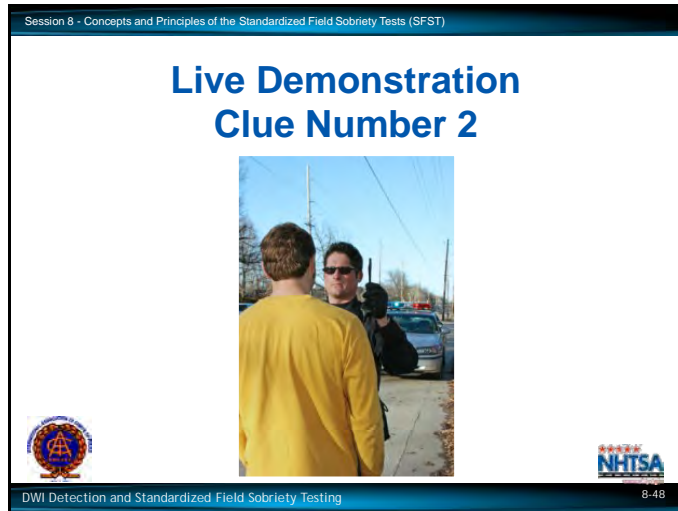 Session 8 - Concepts and Principles of the Standardized Field Sobriety Tests (SFST)
Live Demonstration
Clue Number 2
NHTSA
DWI Detection and Standardized Field Sobriety Testing
8-48